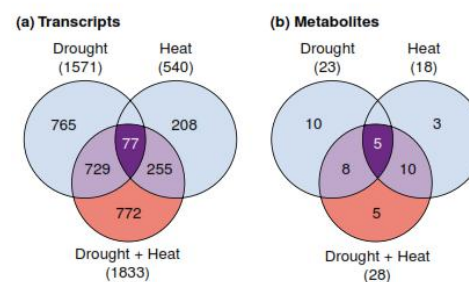 (a) Transcripts
Drought
(1571)
Heat
(540)
765
208
77
729
255
772
Drought + Heat
(1833)
(b) Metabolites
Drought
(23)
Heat
(18)
10
3
5
8
10
5
Drought + Heat
(28)